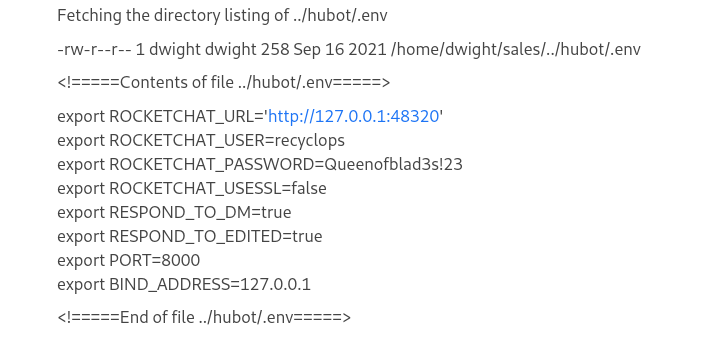 Fetching the directory listing of ../hubot/.env
-rw-r--r-- 1 dwight dwight 258 Sep 16 2021 /home/dwight/sales/../hubot/.env
<!=====Contents of file ../hubot/.env=====>
export ROCKETCHAT_URL='http://127.0.0.1:48320'
export ROCKETCHAT_USER=recyclops
export ROCKETCHAT_PASSWORD=Queenofblad3s!23
export ROCKETCHAT_USESSL=false
export RESPOND_TO_DM=true
export RESPOND_TO_EDITED=true
export PORT=8000
export BIND_ADDRESS=127.0.0.1
<!=====End of file ../hubot/.env=====>